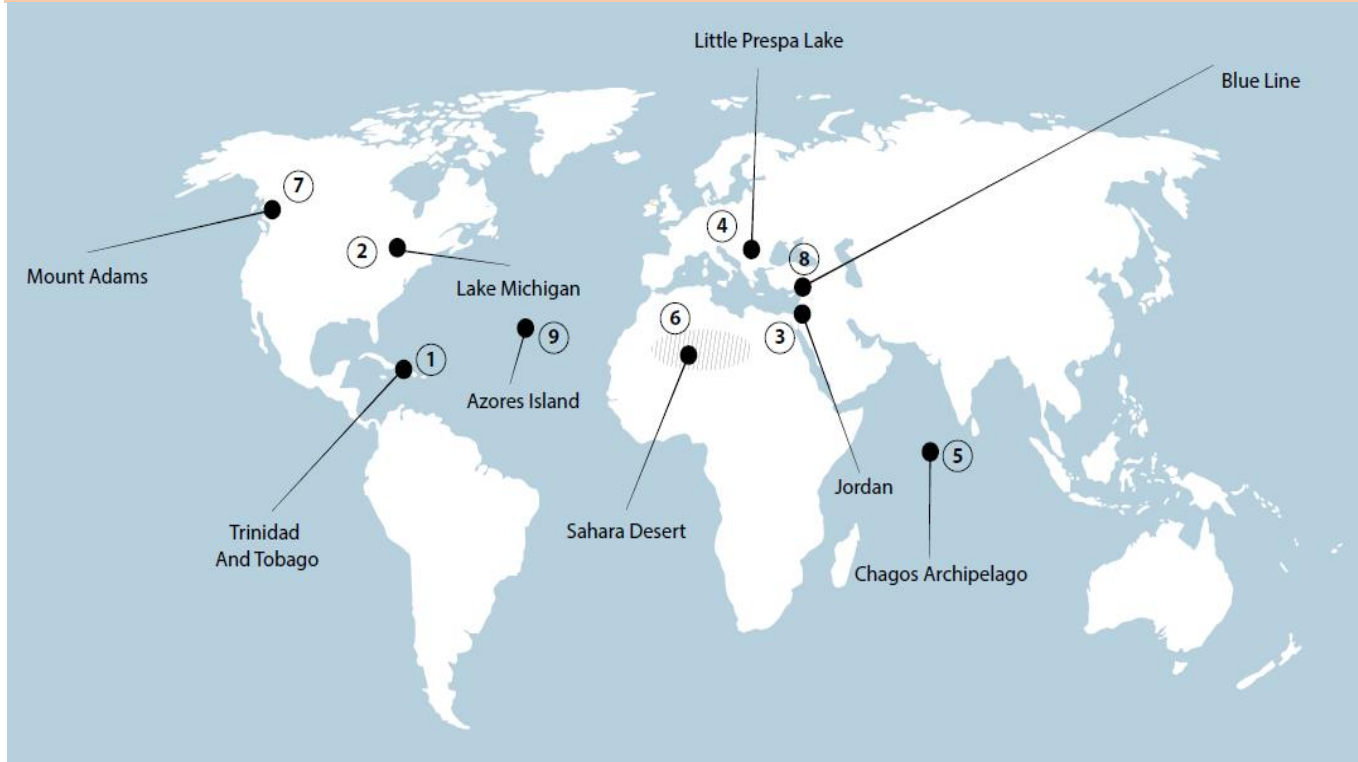 Little Prespa Lake
Blue Line
7
4
2
8
Mount Adams
Lake Michigan
6
9
3
1
Azores Island
5
Jordan
Trinidad
And Tobago
Sahara Desert
Chagos Archipelago